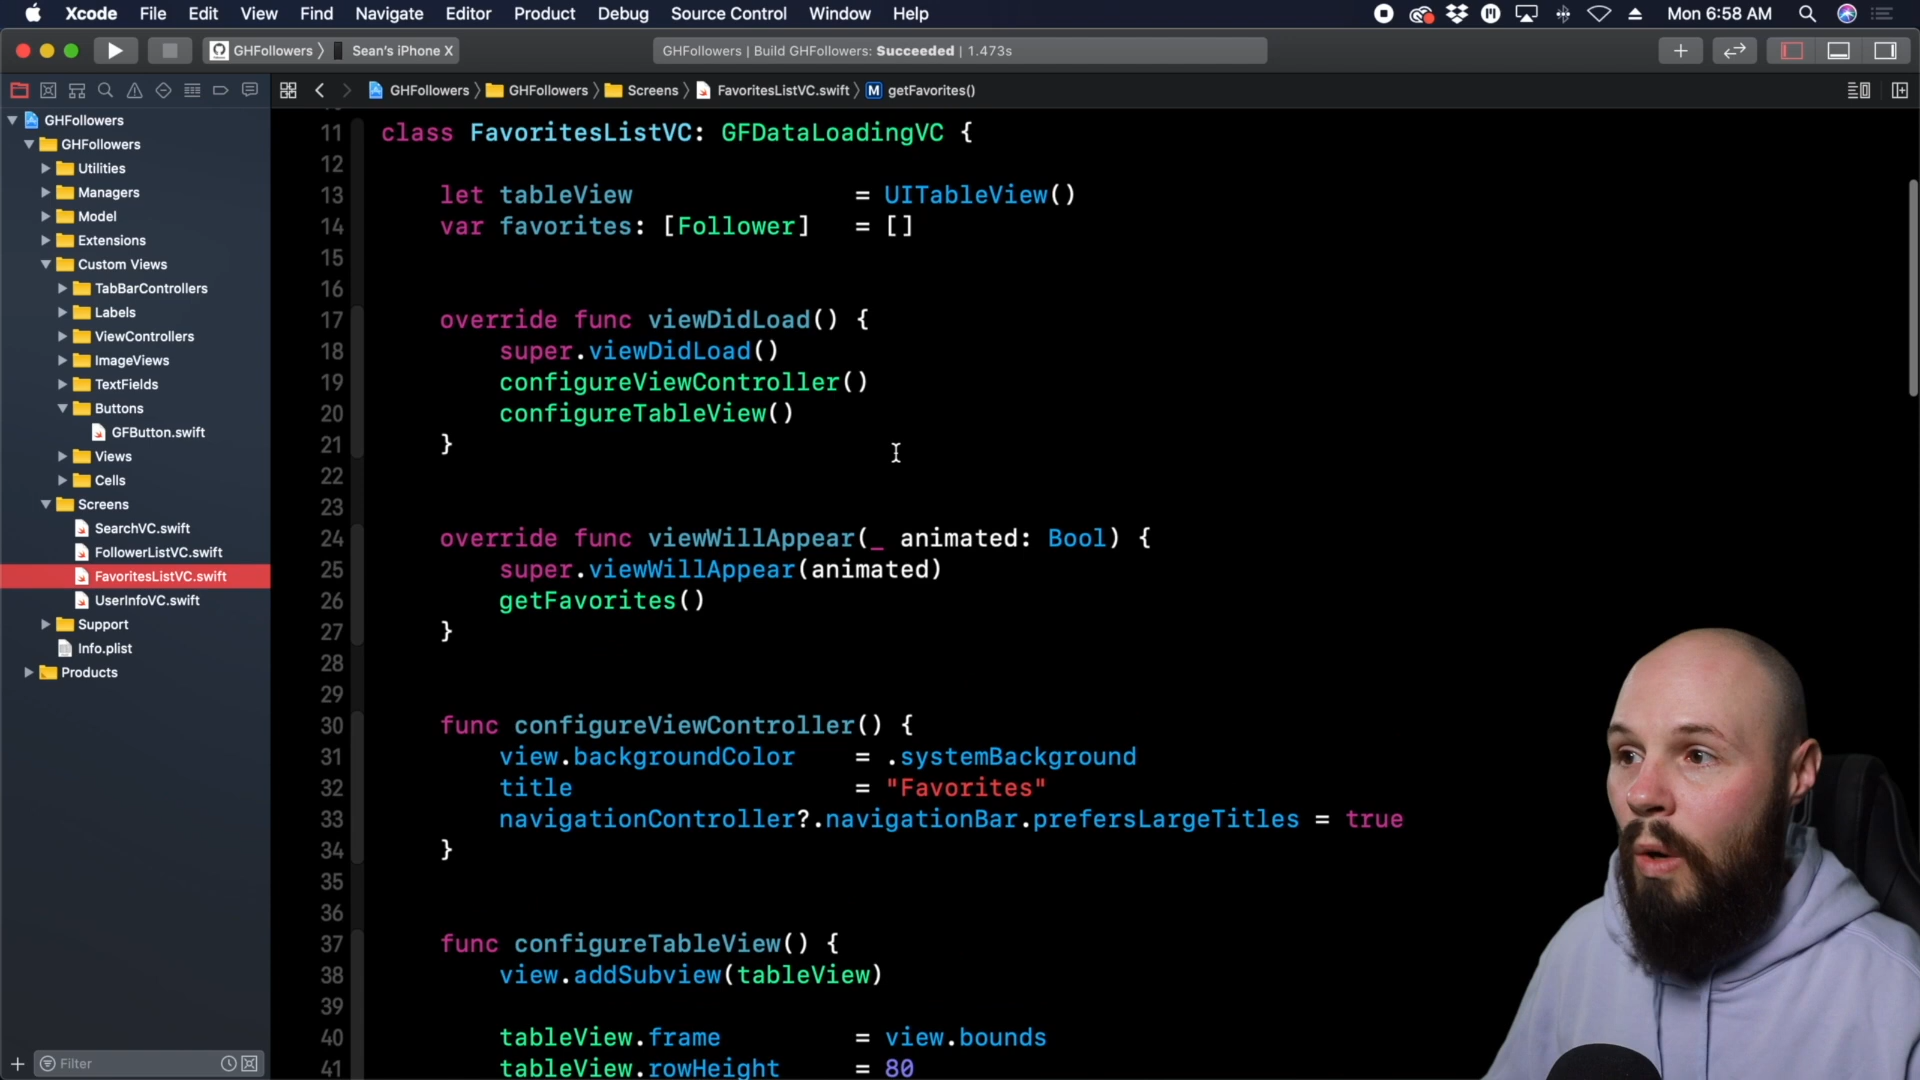 Xcode File Edit View Find Navigate Editor Product Debug Source Control Window Help Mon 6:58 AM
GHFollowers Sean's iPhone X GHFollowers | Build GHFollowers: Succeeded | 1.473s
GHFollowers GHFollowers Screens FavoritesListVC.swift M getFavorites()
GHFollowers
GHFollowers
Utilities
Managers
Model
Extensions
Custom Views
TabBarControllers
Labels
ViewControllers
ImageViews
TextFields
Buttons
GFButton.swift
Views
Cells
Screens
SearchVC.swift
FollowerListVC.swift
FavoritesListVC.swift
UserInfoVC.swift
Support
Info.plist
Products
Filter
11 class FavoritesListVC: GFDataLoadingVC {
12
13 let tableView = UITableView()
14 var favorites: [Follower] = []
15
16
17 override func viewDidLoad() {
18 super.viewDidLoad()
19 configureViewController()
20 configureTableView()
21 }
22
23
24 override func viewWillAppear(_ animated: Bool) {
25 super.viewWillAppear(animated)
26 getFavorites()
27 }
28
29
30 func configureViewController() {
31 view.backgroundColor = .systemBackground
32 title = "Favorites"
33 navigationController?.navigationBar.prefersLargeTitles = true
34 }
35
36
37 func configureTableView() {
38 view.addSubview(tableView)
39
40 tableView.frame = view.bounds
41 tableView.rowHeight = 80